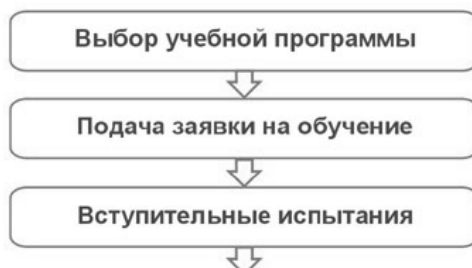 Выбор учебной программы
Подача заявки на обучение
Вступительные испытания